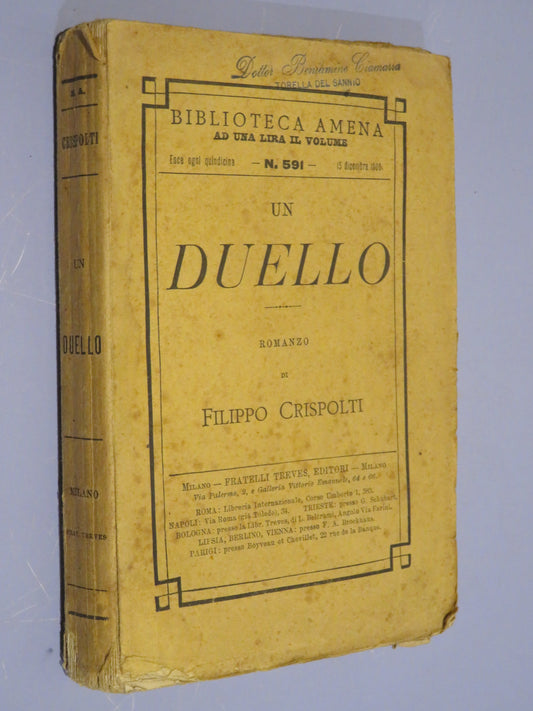 S. A.
CRISPOLTI
UN
DUELLO
MILANO
TREVES
Dottor Beniamino Ciamarra
TORELLA DEL SANNIO
BIBLIOTECA AMENA
AD UNA LIRA IL VOLUME
Esce ogni quindicina — N. 591 — 15 dicembre
UN
DUELLO
ROMANZO
DI
FILIPPO CRISPOLTI
MILANO — FRATELLI TREVES, EDITORI — MILANO
Via Palermo, 2, e Galleria Vittorio Emanuele, 64 e 66.
ROMA: Libreria Internazionale, Corso Umberto I, 383.
NAPOLI: Via Roma (già Toledo), 34. TRIESTE: presso G. Schubart.
BOLOGNA: presso la Libr. Treves, di L. Beltrami, Angolo Via Farini.
LIPSIA, BERLINO, VIENNA: presso F. A. Brockhaus.
PARIGI: presso Boyveau et Chevillet, 22 rue de la Banque.